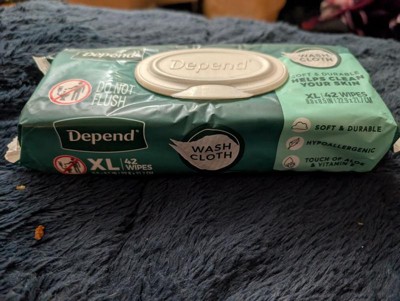 Depend®
Depend®
WASH
CLOTH
DO NOT
FLUSH
SOFT & DURABLE
HELPS CLEAN
YOUR SKIN
XL 42 WIPES
Depend®
XL 42
WIPES
WASH
CLOTH
SOFT & DURABLE
HYPOALLERGENIC
TOUCH OF ALOE
& VITAMIN E